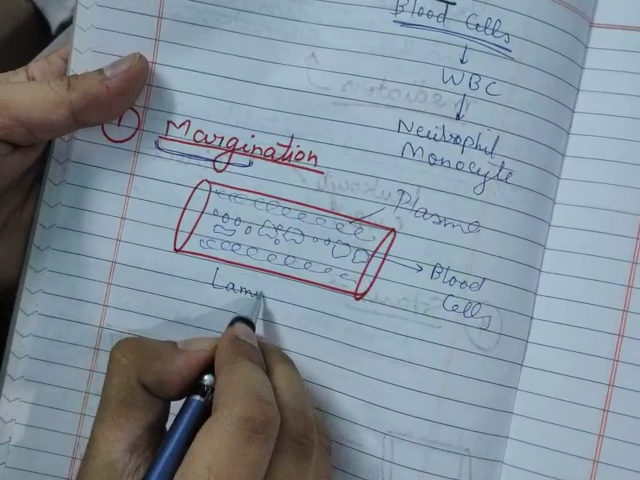 Blood Cells
WBC
Neutrophil
Monocyte
1
Margination
Plasma
Blood
Cells
Lam